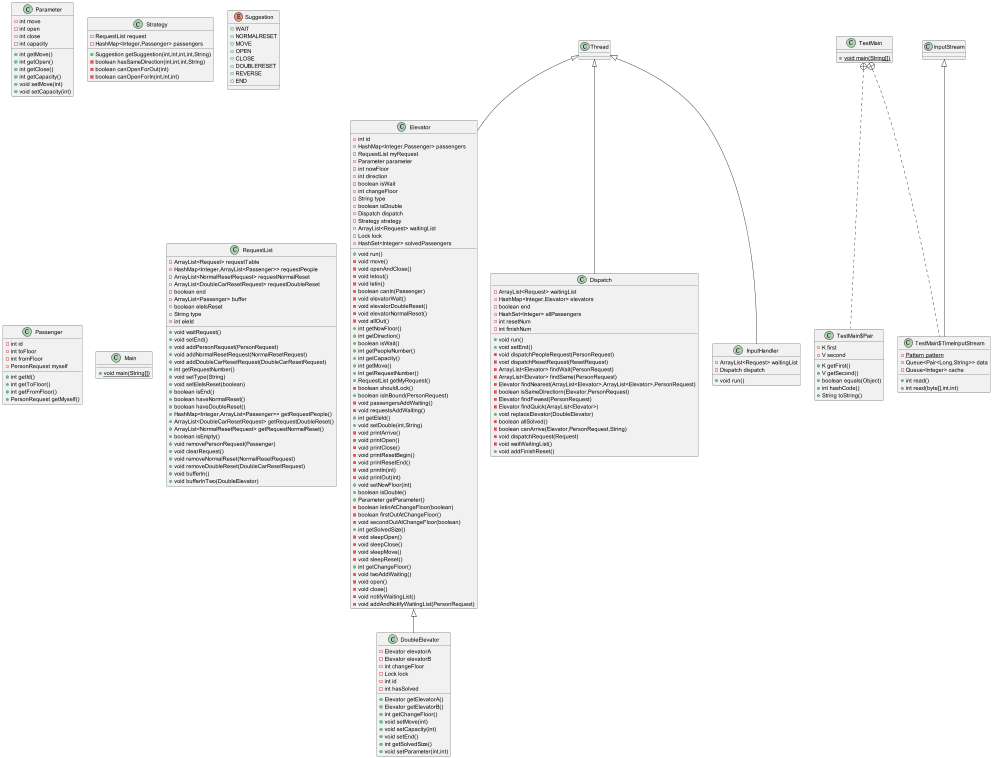 C Parameter
int move
int open
int close
int capacity
int getMove()
int getOpen()
int getClose()
int getCapacity()
void setMove(int)
void setCapacity(int)
C Strategy
RequestList request
HashMap<Integer,Passenger> passengers
Suggestion getSuggestion(int,int,int,int,String)
boolean hasSameDirection(int,int,int,String)
boolean canOpenForOut(int)
boolean canOpenForIn(int,int,int)
E Suggestion
WAIT
NORMALRESET
MOVE
OPEN
CLOSE
DOUBLERESET
REVERSE
END
C Thread
C TestMain
void main(String[])
C InputStream
C Elevator
int id
HashMap<Integer,Passenger> passengers
RequestList myRequest
Parameter parameter
int nowFloor
int direction
boolean isWait
int changeFloor
String type
boolean isDouble
Dispatch dispatch
Strategy strategy
ArrayList<Request> waitingList
Lock lock
HashSet<Integer> solvedPassengers
void run()
void move()
void openAndClose()
void letout()
void letin()
boolean canIn(Passenger)
void elevatorWait()
void elevatorDoubleReset()
void elevatorNormalReset()
void allOut()
int getNowFloor()
int getDirection()
boolean isWait()
int getPeopleNumber()
int getCapacity()
int getMove()
int getRequestNumber()
RequestList getMyRequest()
boolean shouldLock()
boolean isInBound(PersonRequest)
void passengersAddWaiting()
void requestsAddWaiting()
int getEleId()
void setDouble(int,String)
void printArrive()
void printOpen()
void printClose()
void printResetBegin()
void printResetEnd()
void printIn(int)
void printOut(int)
void setNowFloor(int)
boolean isDouble()
Parameter getParameter()
boolean letInAtChangeFloor(boolean)
boolean firstOutAtChangeFloor()
void secondOutAtChangeFloor(boolean)
int getSolvedSize()
void sleepOpen()
void sleepClose()
void sleepMove()
void sleepReset()
int getChangeFloor()
void twoAddWaiting()
void open()
void close()
void notifyWaitingList()
void addAndNotifyWaitingList(PersonRequest)
C RequestList
ArrayList<Request> requestTable
HashMap<Integer,ArrayList<Passenger>> requestPeople
ArrayList<NormalResetRequest> requestNormalReset
ArrayList<DoubleCarResetRequest> requestDoubleReset
boolean end
ArrayList<Passenger> buffer
boolean eleIsReset
String type
int eleId
void waitRequest()
void setEnd()
void addPersonRequest(PersonRequest)
void addNormalResetRequest(NormalResetRequest)
void addDoubleCarResetRequest(DoubleCarResetRequest)
int getRequestNumber()
boolean isEnd()
void setType(String)
void setEleIsReset(boolean)
boolean haveNormalReset()
boolean haveDoubleReset()
HashMap<Integer,ArrayList<Passenger>> getRequestPeople()
ArrayList<DoubleCarResetRequest> getRequestDoubleReset()
ArrayList<NormalResetRequest> getRequestNormalReset()
boolean isEmpty()
void removePersonRequest(Passenger)
void clearRequest()
void removeNormalReset(NormalResetRequest)
void removeDoubleReset(DoubleCarResetRequest)
void bufferIn()
void bufferInTwo(DoubleElevator)
C Dispatch
ArrayList<Request> waitingList
HashMap<Integer,Elevator> elevators
boolean end
HashSet<Integer> allPassengers
int resetNum
int finishNum
void run()
void setEnd()
void dispatchPeopleRequest(PersonRequest)
void dispatchResetRequest(ResetRequest)
ArrayList<Elevator> findWait(PersonRequest)
ArrayList<Elevator> findSame(PersonRequest)
Elevator findNearest(ArrayList<Elevator>,ArrayList<Elevator>,PersonRequest)
boolean isSameDirection(Elevator,PersonRequest)
Elevator findFewest(PersonRequest)
Elevator findQuick(ArrayList<Elevator>)
void replaceElevator(DoubleElevator)
boolean allSolved()
boolean canArrive(Elevator,PersonRequest,String)
void dispatchRequest(Request)
void waitWaitingList()
void addFinishReset()
C Passenger
int id
int toFloor
int fromFloor
PersonRequest myself
int getId()
int getToFloor()
int getFromFloor()
PersonRequest getMyself()
C Main
void main(String[])
C InputHandler
ArrayList<Request> waitingList
Dispatch dispatch
void run()
C TestMain$Pair
K first
V second
K getFirst()
V getSecond()
boolean equals(Object)
int hashCode()
String toString()
C TestMain$TimeInputStream
Pattern pattern
Queue<Pair<Long,String>> data
Queue<Integer> cache
int read()
int read(byte[],int,int)
C DoubleElevator
Elevator elevatorA
Elevator elevatorB
int changeFloor
Lock lock
int id
int hasSolved
Elevator getElevatorA()
Elevator getElevatorB()
int getChangeFloor()
void setMove(int)
void setCapacity(int)
void setEnd()
int getSolvedSize()
void setParameter(int,int)